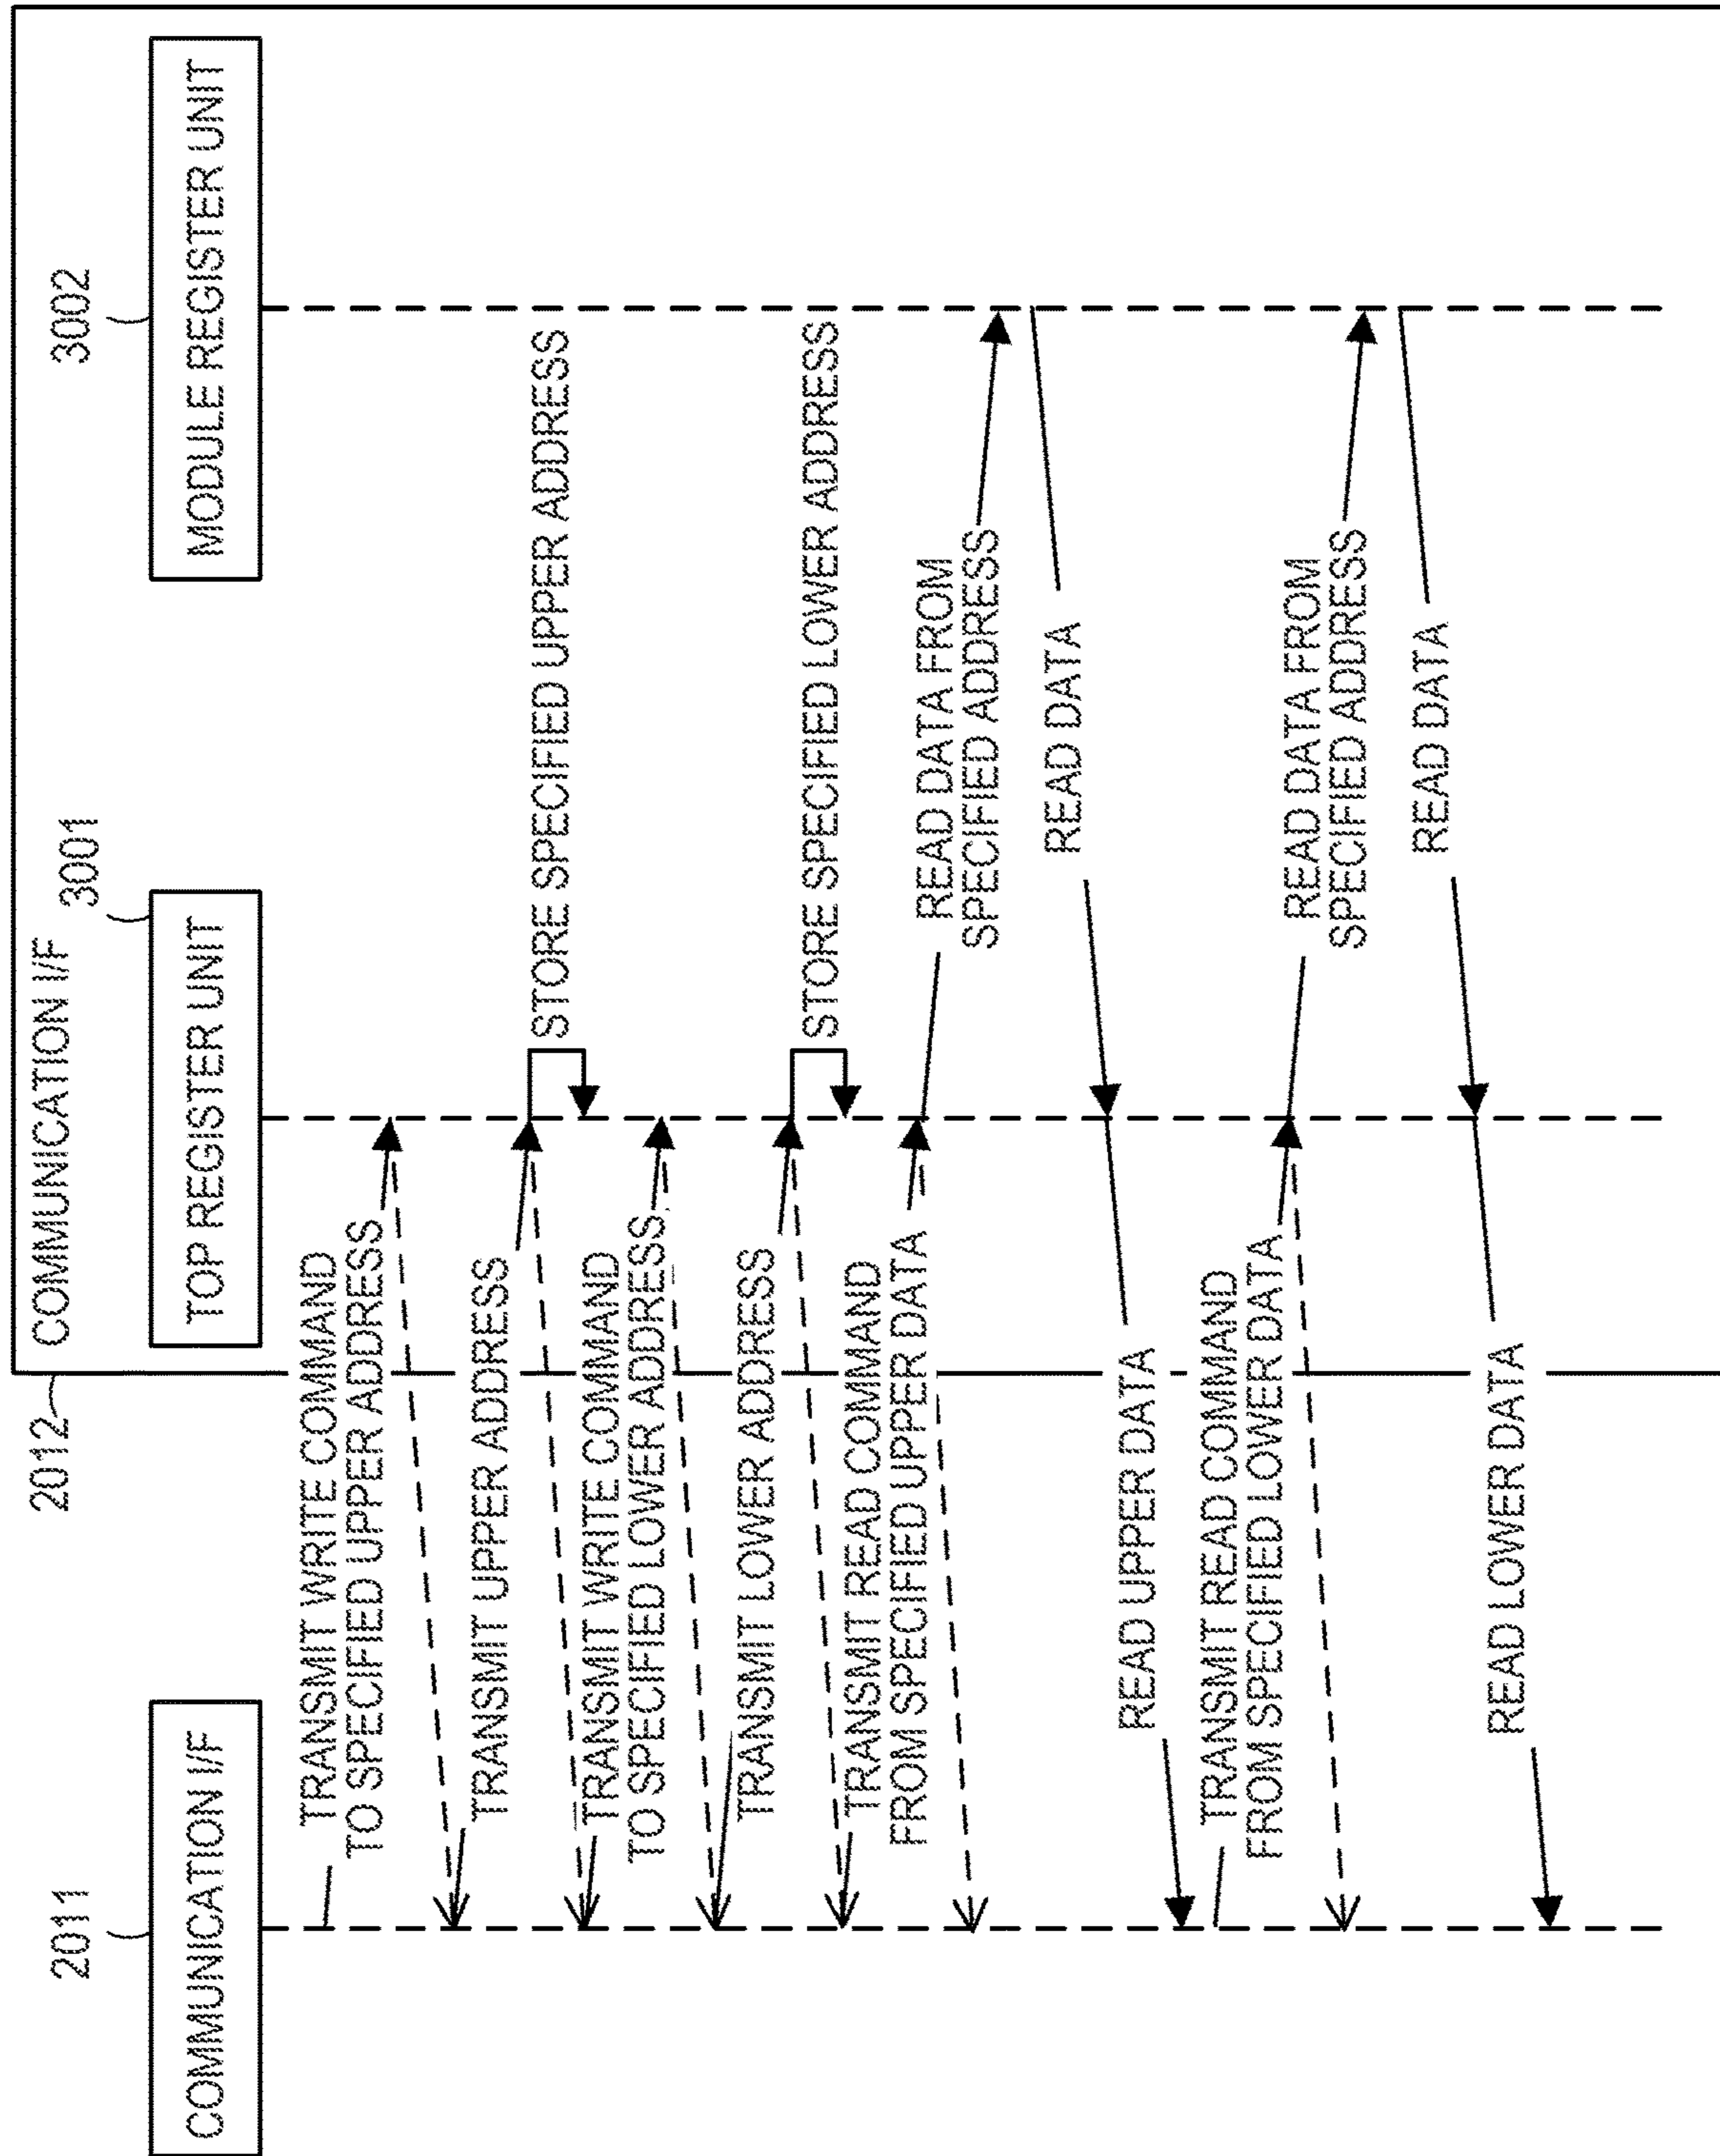 2011
COMMUNICATION I/F
2012
COMMUNICATION I/F
3001
TOP REGISTER UNIT
3002
MODULE REGISTER UNIT
TRANSMIT WRITE COMMAND
TO SPECIFIED UPPER ADDRESS
TRANSMIT UPPER ADDRESS
STORE SPECIFIED UPPER ADDRESS
TRANSMIT WRITE COMMAND
TO SPECIFIED LOWER ADDRESS
TRANSMIT LOWER ADDRESS
STORE SPECIFIED LOWER ADDRESS
TRANSMIT READ COMMAND
FROM SPECIFIED UPPER DATA
READ DATA FROM
SPECIFIED ADDRESS
READ DATA
READ UPPER DATA
TRANSMIT READ COMMAND
FROM SPECIFIED LOWER DATA
READ DATA FROM
SPECIFIED ADDRESS
READ DATA
READ LOWER DATA